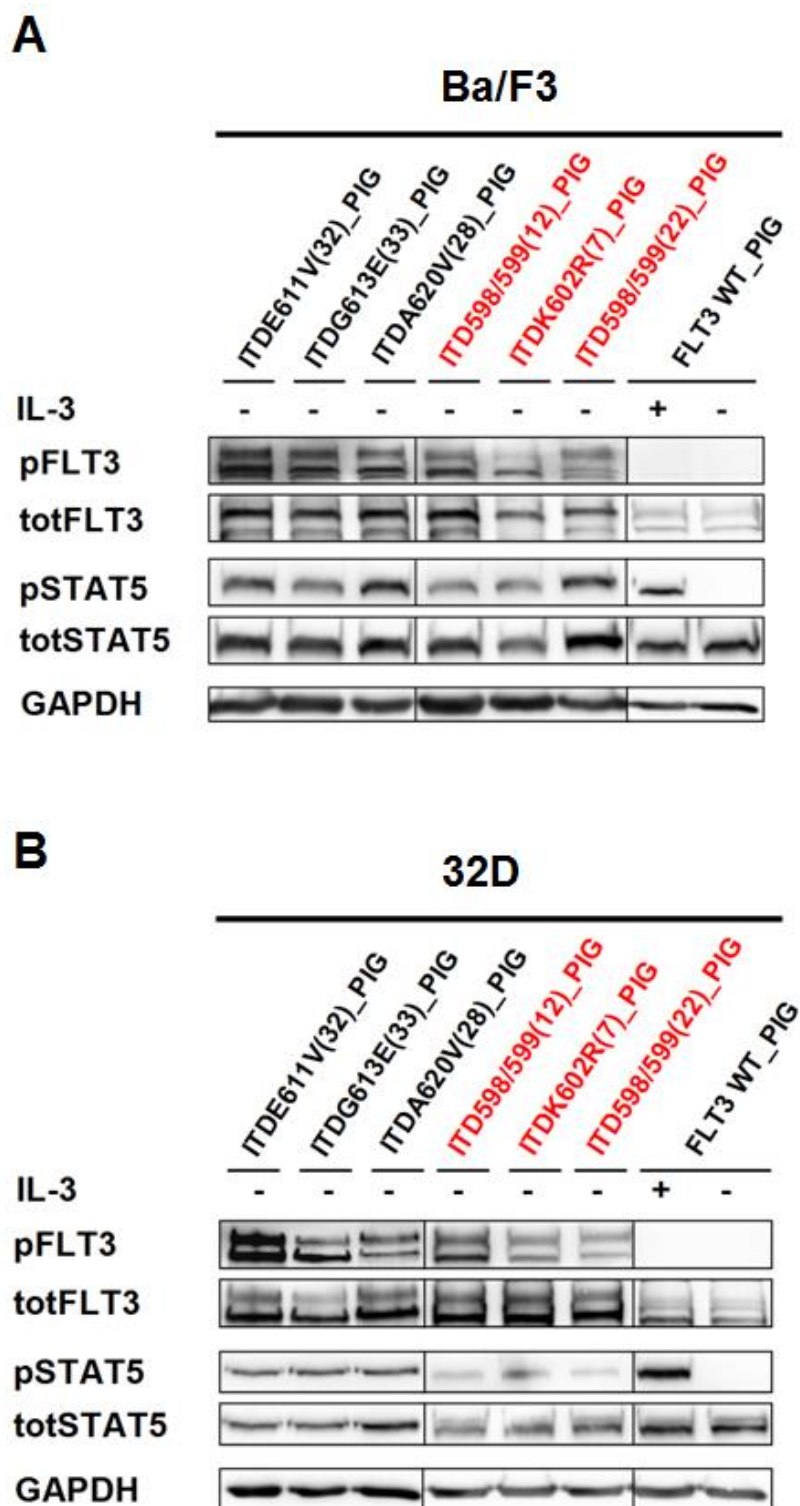 A
Ba/F3
ITDE611V(32)_PIG
ITDG613E(33)_PIG
ITDA620V(28)_PIG
ITD598/599(12)_PIG
ITDK602R(7)_PIG
ITD598/599(22)_PIG
FLT3 WT_PIG
IL-3 - - - - - - + -
pFLT3
totFLT3
pSTAT5
totSTAT5
GAPDH
B
32D
ITDE611V(32)_PIG
ITDG613E(33)_PIG
ITDA620V(28)_PIG
ITD598/599(12)_PIG
ITDK602R(7)_PIG
ITD598/599(22)_PIG
FLT3 WT_PIG
IL-3 - - - - - - + -
pFLT3
totFLT3
pSTAT5
totSTAT5
GAPDH